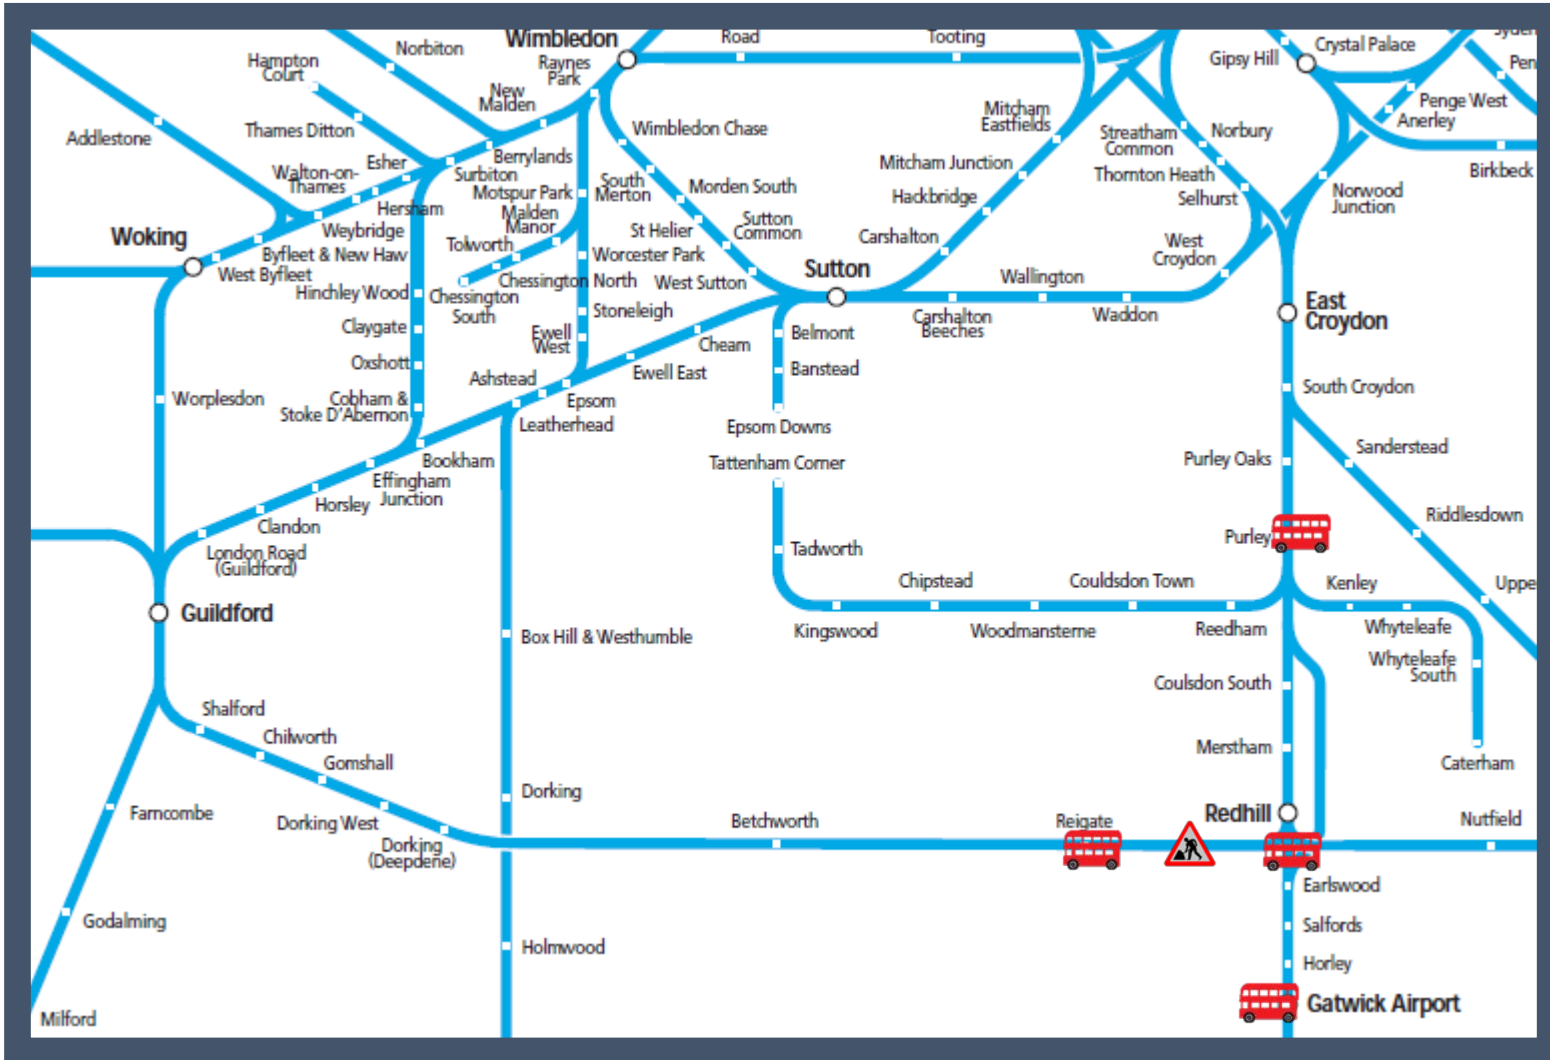 Wimbledon
Road
Tooting
Gipsy Hill
Crystal Palace
Pen
Norbiton
Hampton
Court
Raynes
Park
New
Malden
Penge West
Anerley
Mitcham
Eastfields
Streatham
Common
Norbury
Addlestone
Thames Ditton
Wimbledon Chase
Birkbeck
Walton-on-
Thames
Esher
Berrylands
Surbiton
Mitcham Junction
Thornton Heath
Motspur Park
South
Merton
Morden South
Hackbridge
Selhurst
Norwood
Junction
Hersham
Malden
Manor
St Helier
Sutton
Common
Carshalton
West
Croydon
Woking
Weybridge
Tolworth
Byfleet & New Haw
West Byfleet
Worcester Park
Sutton
Wallington
Hinchley Wood
Chessington North
Chessington
South
West Sutton
East
Croydon
Stoneleigh
Carshalton
Beeches
Waddon
Claygate
Ewell
West
Belmont
Cheam
Oxshott
Ashstead
Ewell East
Banstead
South Croydon
Worplesdon
Cobham &
Stoke D'Abernon
Epsom
Leatherhead
Epsom Downs
Sanderstead
Bookham
Tattenham Corner
Purley Oaks
Effingham
Junction
Horsley
Clandon
Riddlesdown
London Road
(Guildford)
Tadworth
Purley
Chipstead
Couldsdon Town
Kenley
Uppe
Guildford
Box Hill & Westhumble
Kingswood
Woodmansterne
Reedham
Whyteleafe
Whyteleafe
South
Coulsdon South
Shalford
Chilworth
Gomshall
Merstham
Caterham
Dorking
Farncombe
Dorking West
Dorking
(Deepdene)
Betchworth
Reigate
Redhill
Nutfield
Earlswood
Godalming
Salfords
Holmwood
Horley
Gatwick Airport
Milford